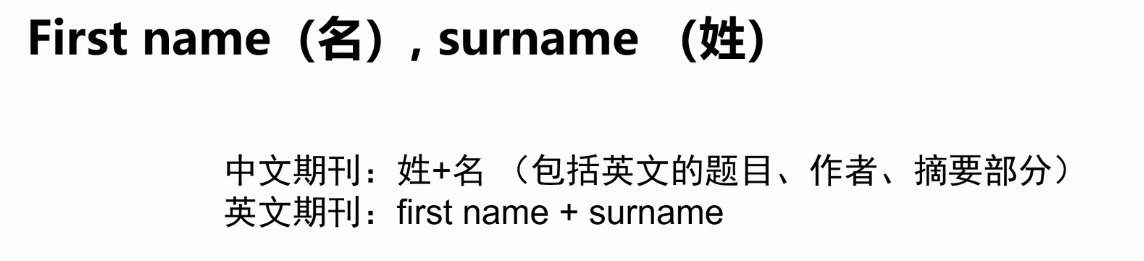 First name（名）, surname （姓）
中文期刊：姓+名 （包括英文的题目、作者、摘要部分）
英文期刊：first name + surname